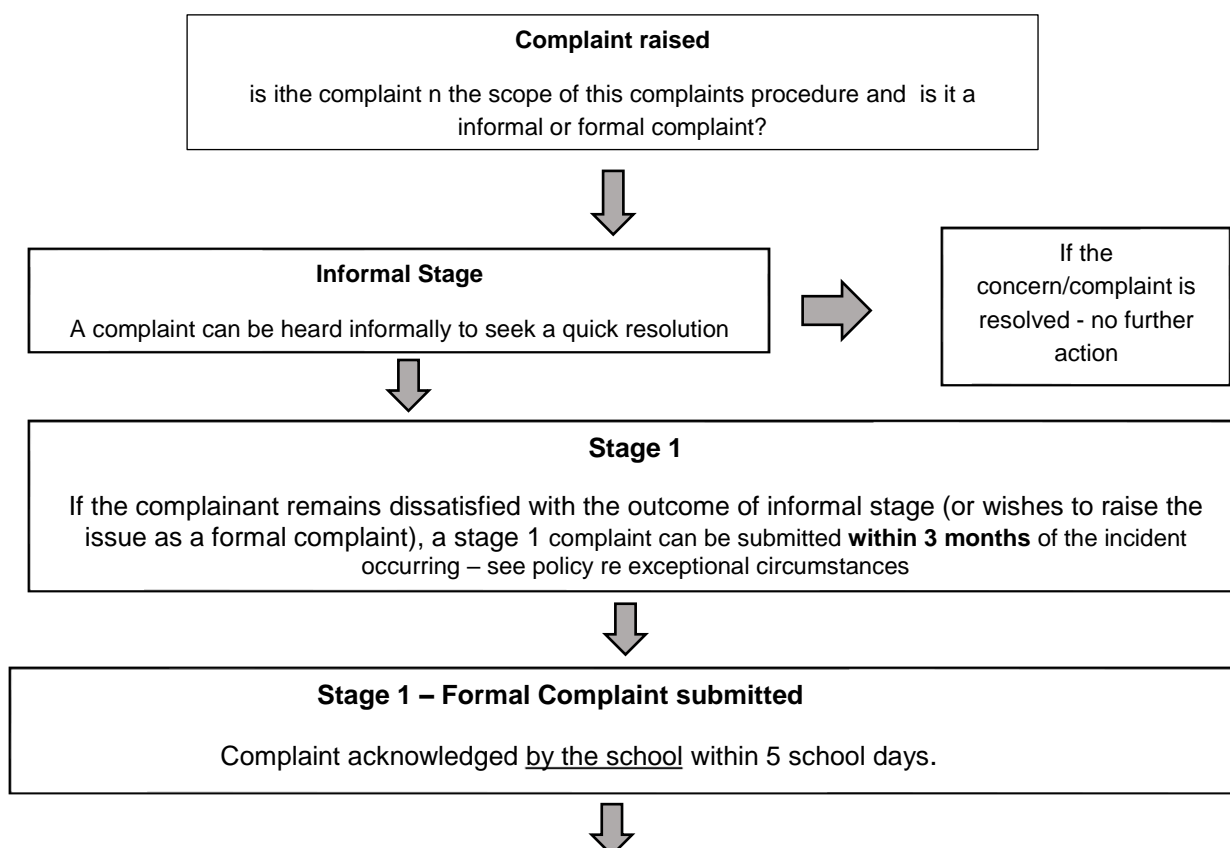 Complaint raised
is ithe complaint n the scope of this complaints procedure and is it a
informal or formal complaint?
Informal Stage
A complaint can be heard informally to seek a quick resolution
If the
concern/complaint is
resolved - no further
action
Stage 1
If the complainant remains dissatisfied with the outcome of informal stage (or wishes to raise the
issue as a formal complaint), a stage 1 complaint can be submitted within 3 months of the incident
occurring – see policy re exceptional circumstances
Stage 1 – Formal Complaint submitted
Complaint acknowledged by the school within 5 school days.